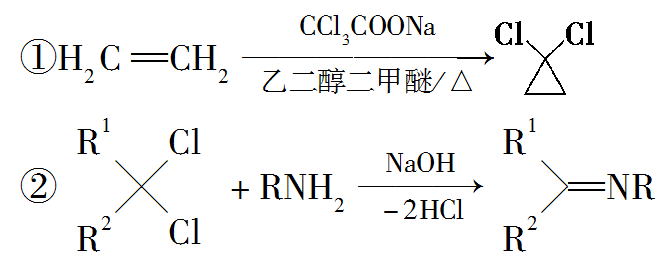 ①H₂C=CH₂ CCl₃COONa 乙二醇二甲醚/△ Cl Cl
② R¹ R² Cl Cl + RNH₂ NaOH −2HCl R¹ R² =NR